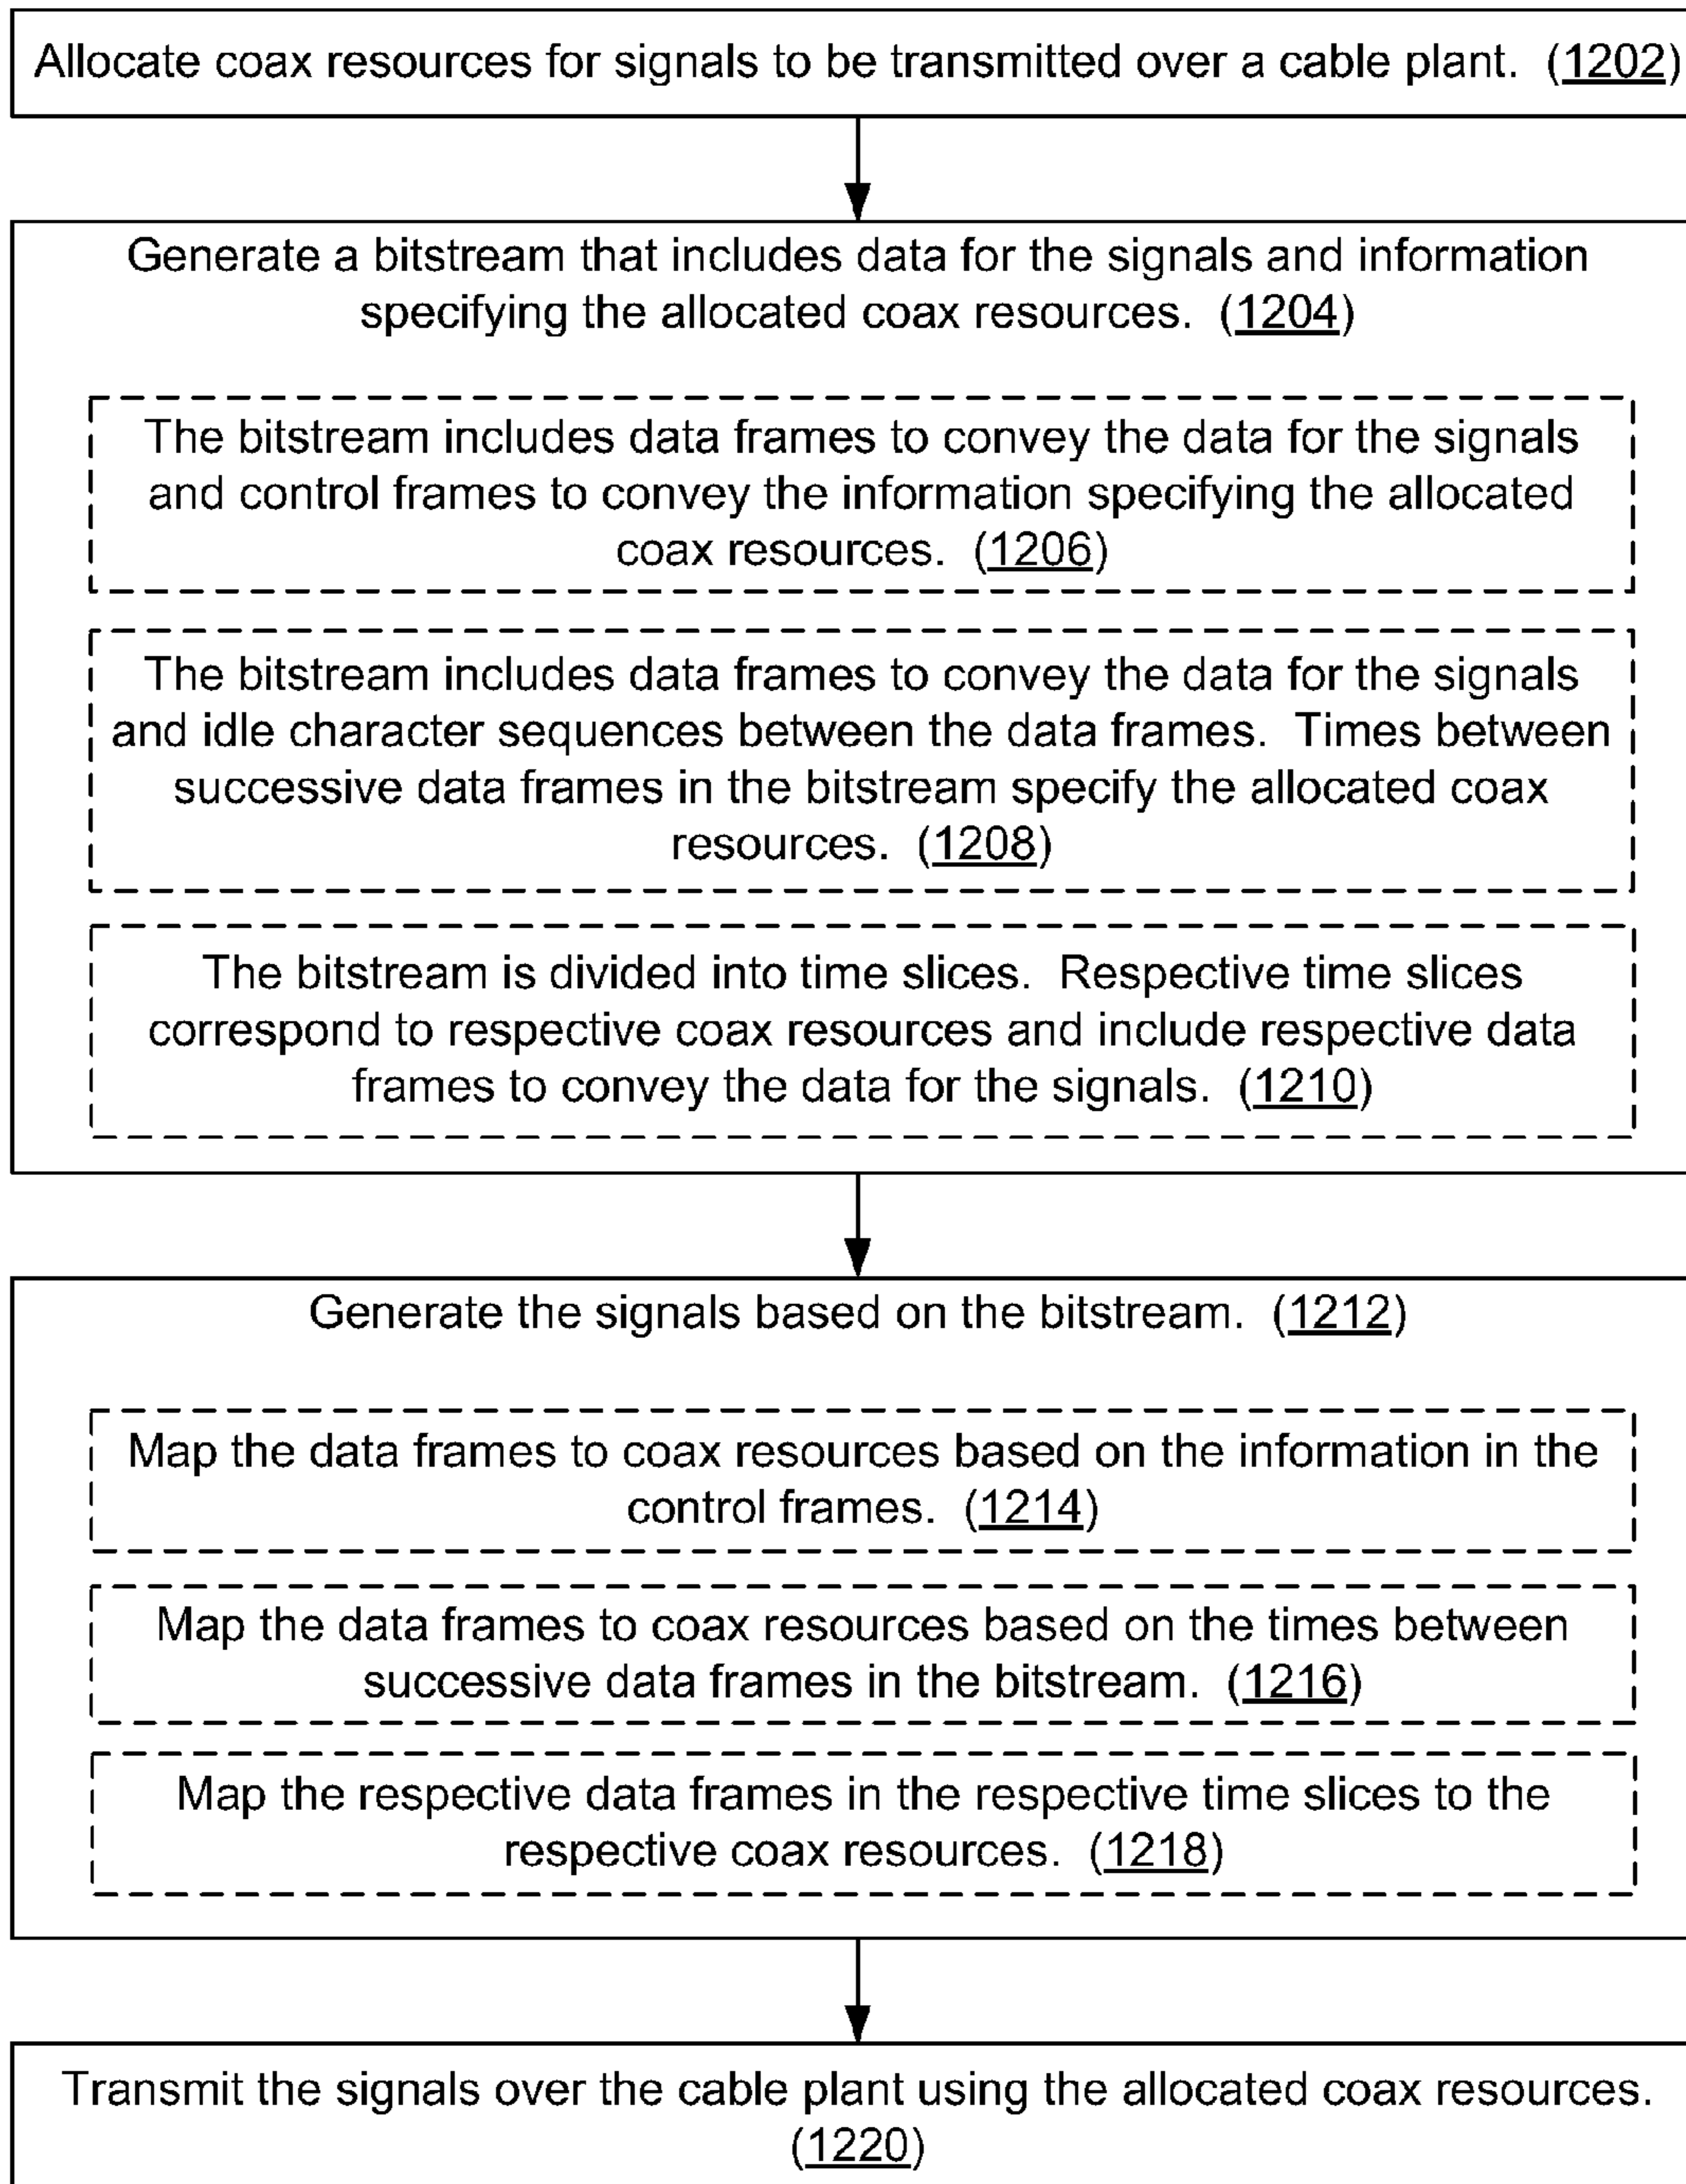 Allocate coax resources for signals to be transmitted over a cable plant. (1202)
Generate a bitstream that includes data for the signals and information
specifying the allocated coax resources. (1204)
The bitstream includes data frames to convey the data for the signals
and control frames to convey the information specifying the allocated
coax resources. (1206)
The bitstream includes data frames to convey the data for the signals
and idle character sequences between the data frames. Times between
successive data frames in the bitstream specify the allocated coax
resources. (1208)
The bitstream is divided into time slices. Respective time slices
correspond to respective coax resources and include respective data
frames to convey the data for the signals. (1210)
Generate the signals based on the bitstream. (1212)
Map the data frames to coax resources based on the information in the
control frames. (1214)
Map the data frames to coax resources based on the times between
successive data frames in the bitstream. (1216)
Map the respective data frames in the respective time slices to the
respective coax resources. (1218)
Transmit the signals over the cable plant using the allocated coax resources.
(1220)